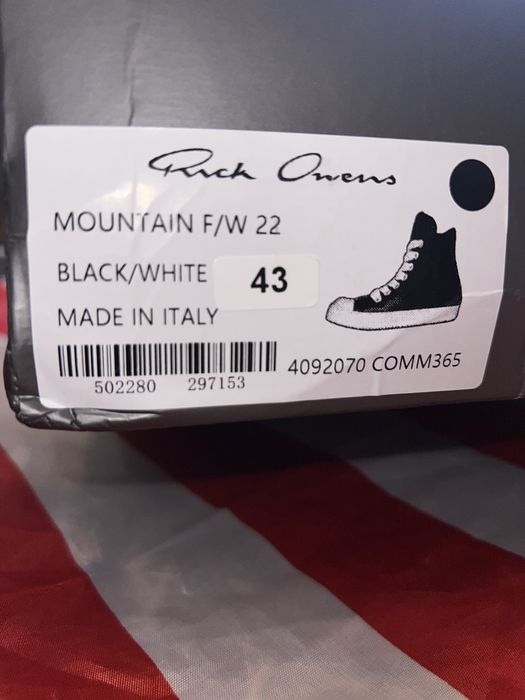 Rick Owens
MOUNTAIN F/W 22
BLACK/WHITE 43
MADE IN ITALY
502280 297153
4092070 COMM365